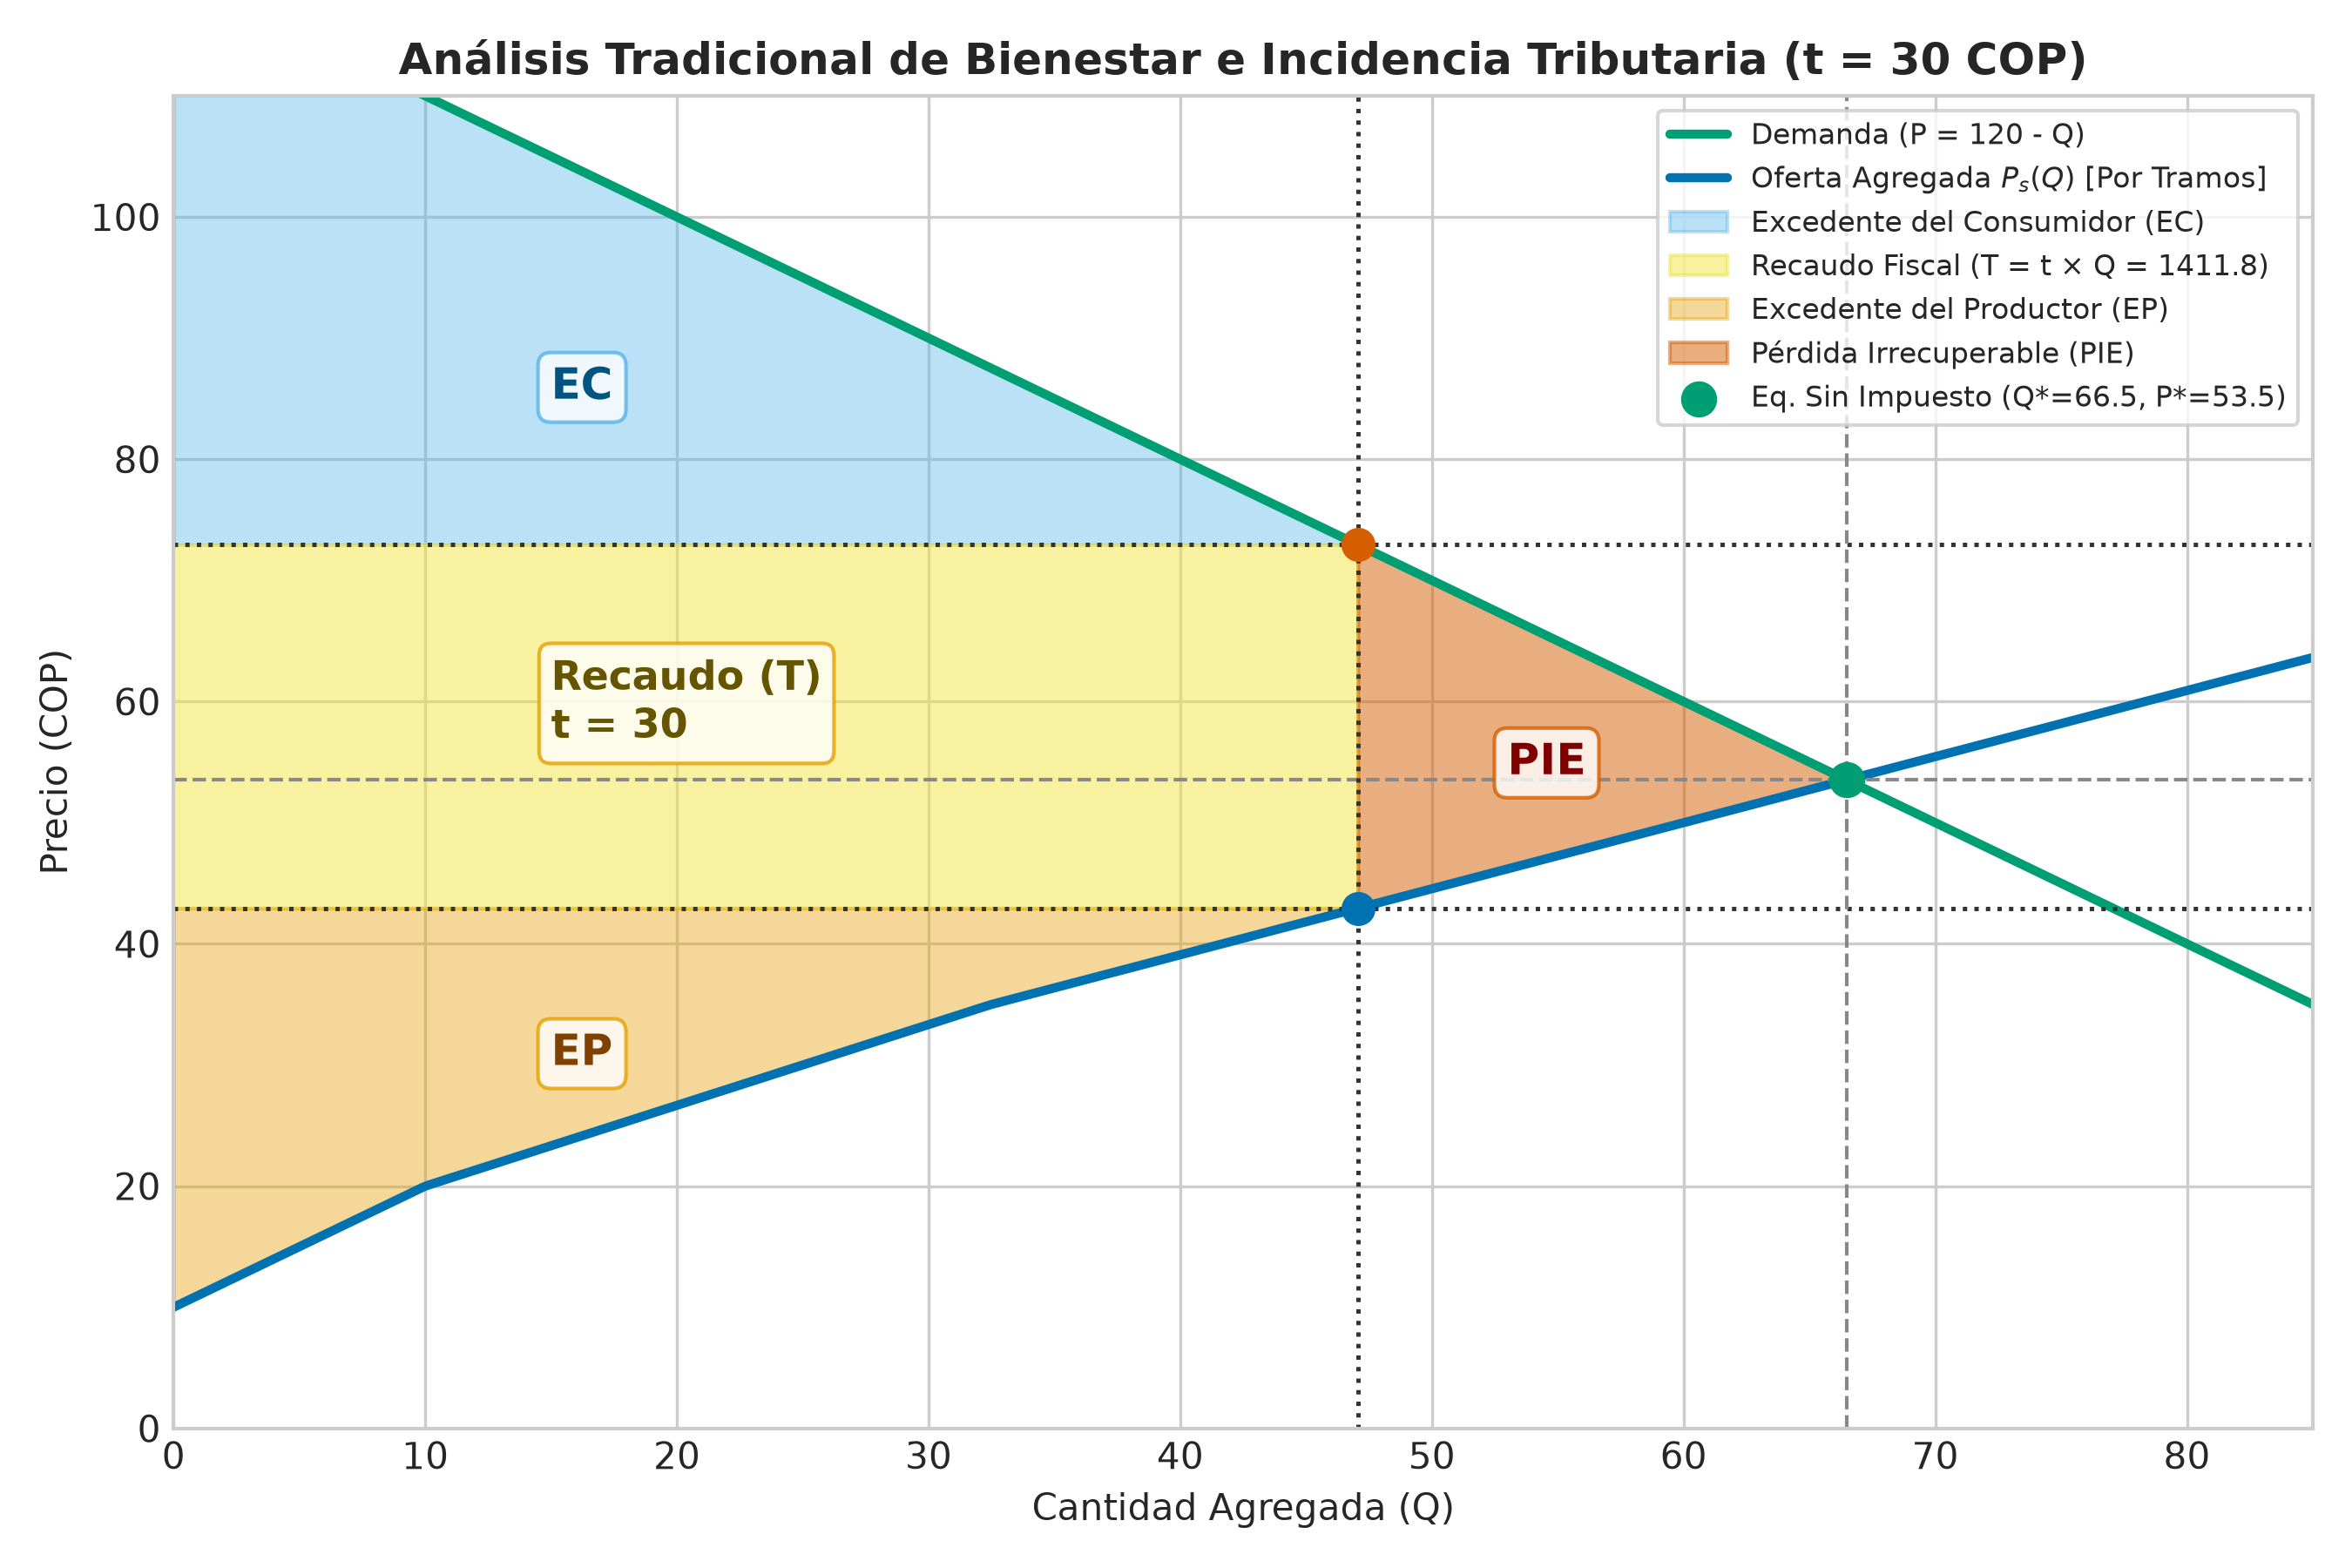 Análisis Tradicional de Bienestar e Incidencia Tributaria (t = 30 COP)
Demanda (P = 120 - Q)
Oferta Agregada Pₛ(Q) [Por Tramos]
Excedente del Consumidor (EC)
Recaudo Fiscal (T = t × Q = 1411.8)
Excedente del Productor (EP)
Pérdida Irrecuperable (PIE)
Eq. Sin Impuesto (Q*=66.5, P*=53.5)
EC
Recaudo (T)
t = 30
PIE
EP
Precio (COP)
100
80
60
40
20
0
0 10 20 30 40 50 60 70 80
Cantidad Agregada (Q)